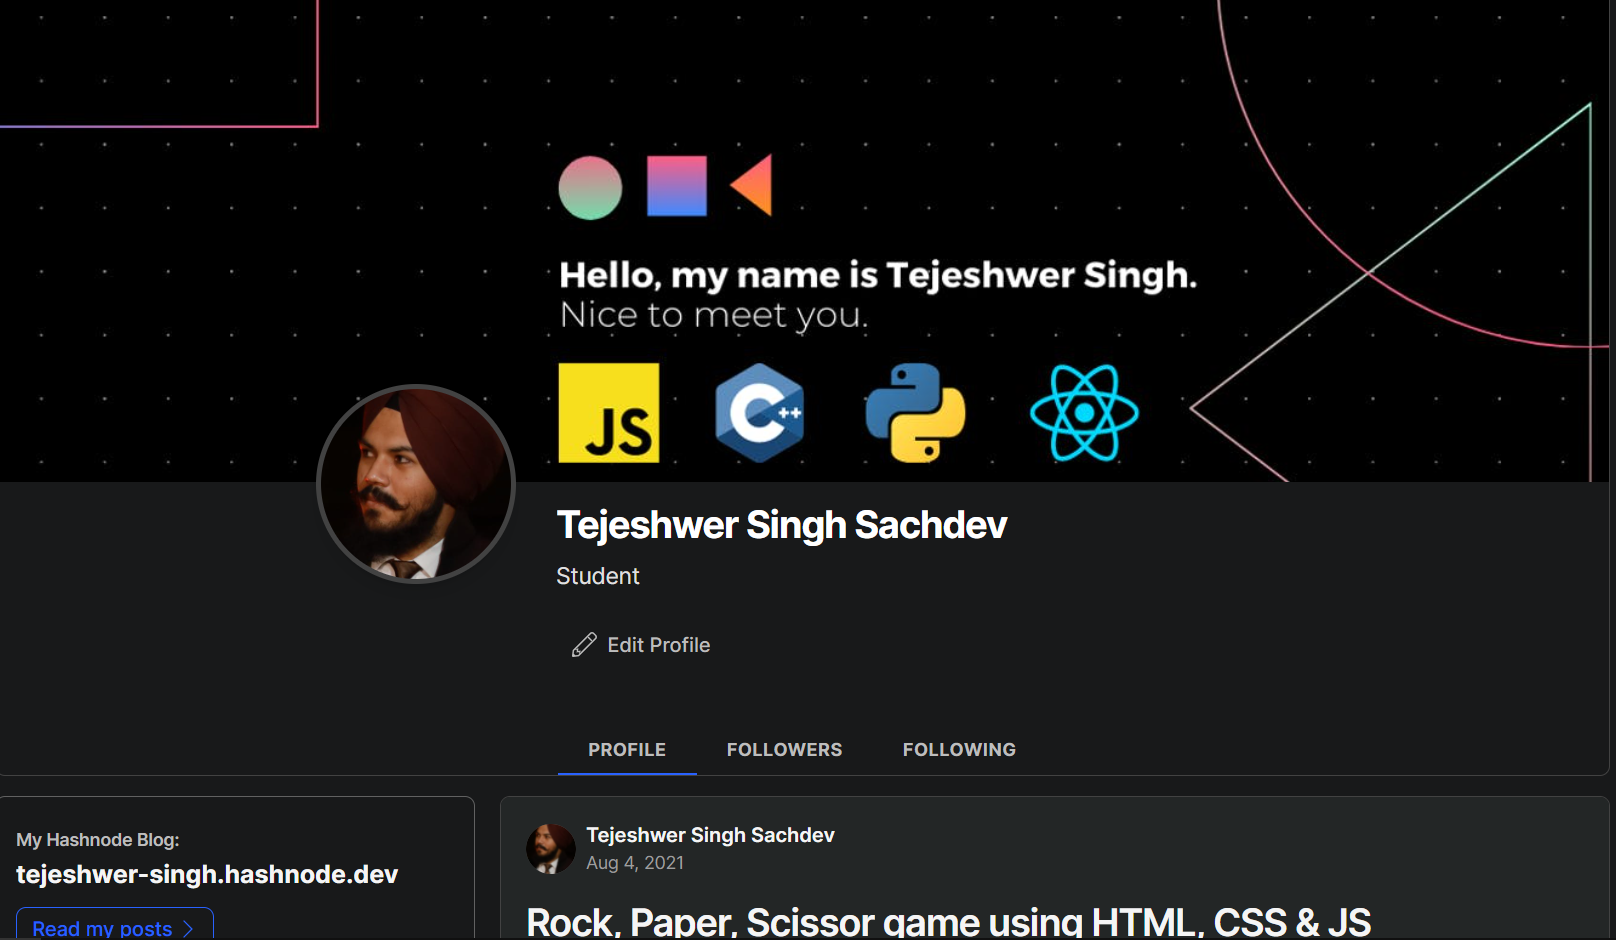 Hello, my name is Tejeshwer Singh.
Nice to meet you.
JS
C++
Tejeshwer Singh Sachdev
Student
Edit Profile
PROFILE FOLLOWERS FOLLOWING
My Hashnode Blog:
tejeshwer-singh.hashnode.dev
Read my posts
Tejeshwer Singh Sachdev
Aug 4, 2021
Rock, Paper, Scissor game using HTML, CSS & JS